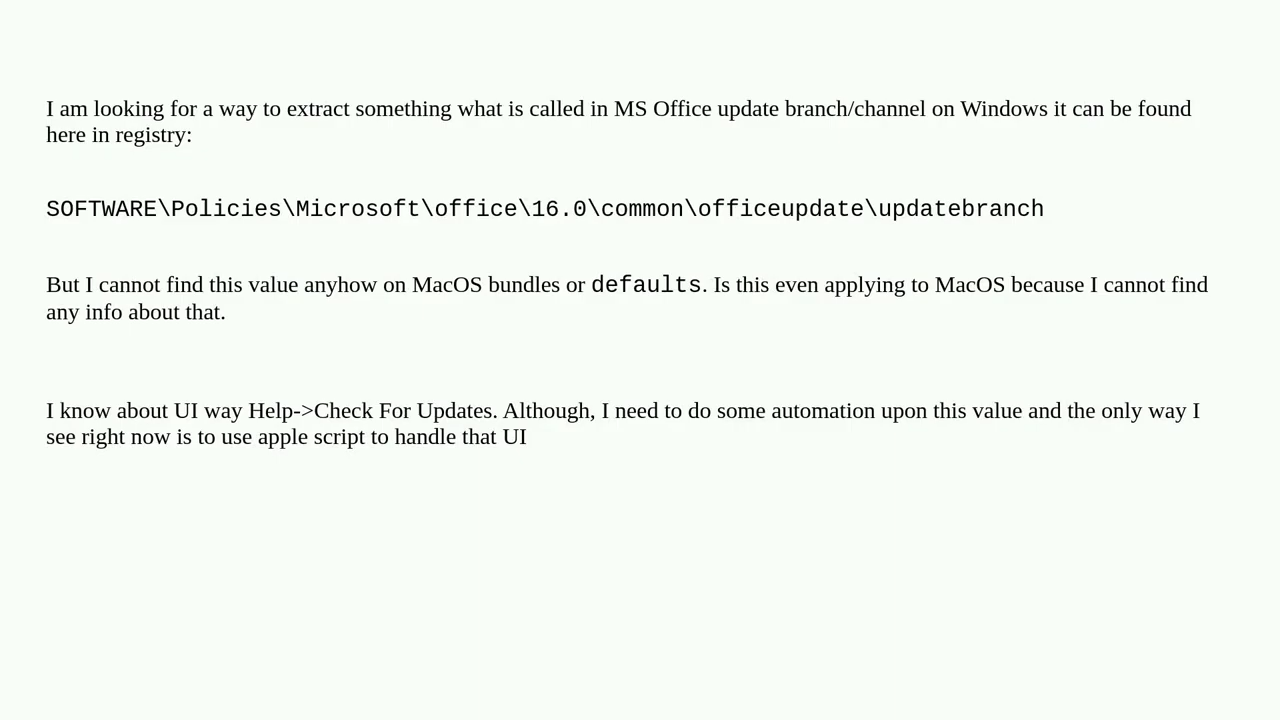 I am looking for a way to extract something what is called in MS Office update branch/channel on Windows it can be found
here in registry:
SOFTWARE\Policies\Microsoft\office\16.0\common\officeupdate\updatebranch
But I cannot find this value anyhow on MacOS bundles or defaults. Is this even applying to MacOS because I cannot find
any info about that.
I know about UI way Help->Check For Updates. Although, I need to do some automation upon this value and the only way I
see right now is to use apple script to handle that UI